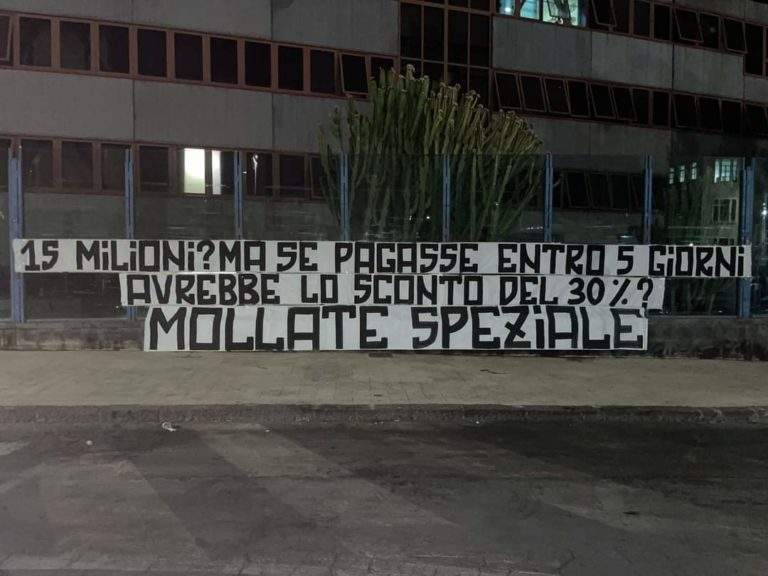 15 MILIONI? MA SE PAGASSE ENTRO 5 GIORNI
AVREBBE LO SCONTO DEL 30%?
MOLLATE SPEZIALE